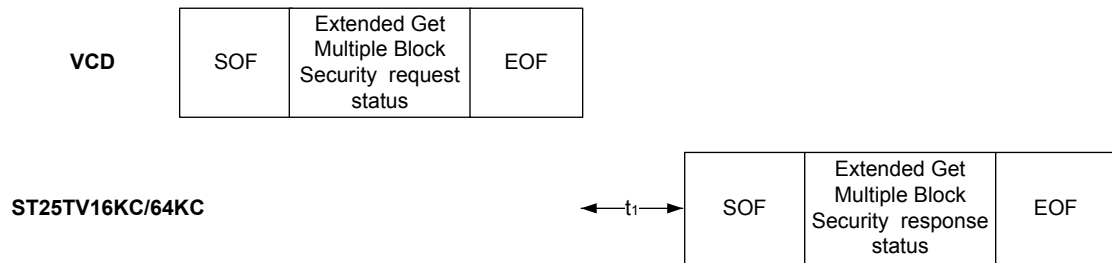 VCD
SOF
Extended Get
Multiple Block
Security request
status
EOF
ST25TV16KC/64KC
t1
SOF
Extended Get
Multiple Block
Security response
status
EOF